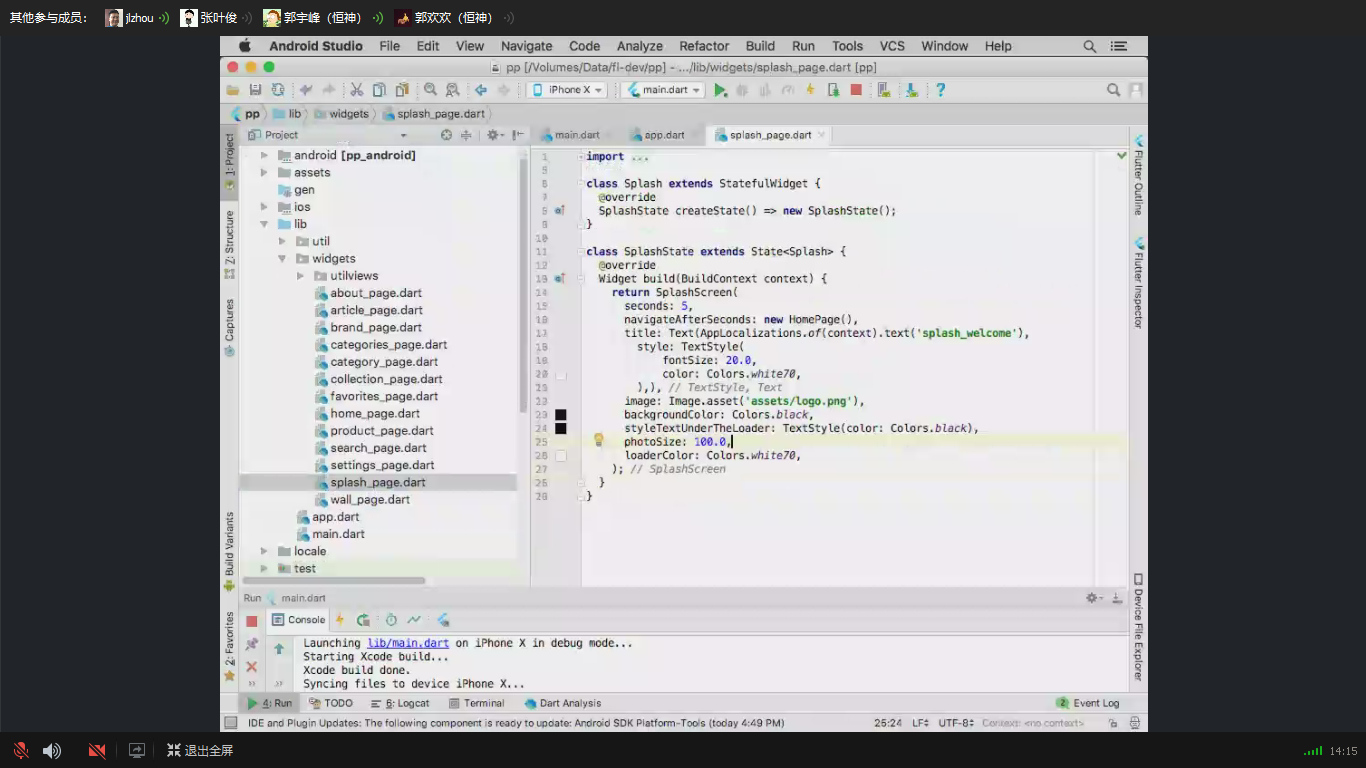 其他参与成员： jlzhou 张叶俊 郭宇峰（恒神） 郭欢欢（恒神）
Android Studio File Edit View Navigate Code Analyze Refactor Build Run Tools VCS Window Help
pp [/Volumes/Data/fl-dev/pp] - .../lib/widgets/splash_page.dart [pp]
iPhone X main.dart
pp lib widgets splash_page.dart
Project main.dart app.dart splash_page.dart
1: Project
Z: Structure
Captures
Build Variants
2: Favorites
android [pp_android]
assets
gen
ios
lib
util
widgets
utilviews
about_page.dart
article_page.dart
brand_page.dart
categories_page.dart
category_page.dart
collection_page.dart
favorites_page.dart
home_page.dart
product_page.dart
search_page.dart
settings_page.dart
splash_page.dart
wall_page.dart
app.dart
main.dart
locale
test
1 import ...
5
6 class Splash extends StatefulWidget {
7 @override
8 SplashState createState() => new SplashState();
9 }
10
11 class SplashState extends State<Splash> {
12 @override
13 Widget build(BuildContext context) {
14 return SplashScreen(
15 seconds: 5,
16 navigateAfterSeconds: new HomePage(),
17 title: Text(AppLocalizations.of(context).text('splash_welcome'),
18 style: TextStyle(
19 fontSize: 20.0,
20 color: Colors.white70,
21 ),), // TextStyle, Text
22 image: Image.asset('assets/logo.png'),
23 backgroundColor: Colors.black,
24 styleTextUnderTheLoader: TextStyle(color: Colors.black),
25 photoSize: 100.0,
26 loaderColor: Colors.white70,
27 ); // SplashScreen
28 }
29 }
Flutter Outline
Flutter Inspector
Device File Explorer
Run main.dart
Console
Launching lib/main.dart on iPhone X in debug mode...
Starting Xcode build...
Xcode build done.
Syncing files to device iPhone X...
4: Run TODO 6: Logcat Terminal Dart Analysis 2 Event Log
IDE and Plugin Updates: The following component is ready to update: Android SDK Platform-Tools (today 4:49 PM) 25:24 LF UTF-8 Context: <no context>
退出全屏 14:15